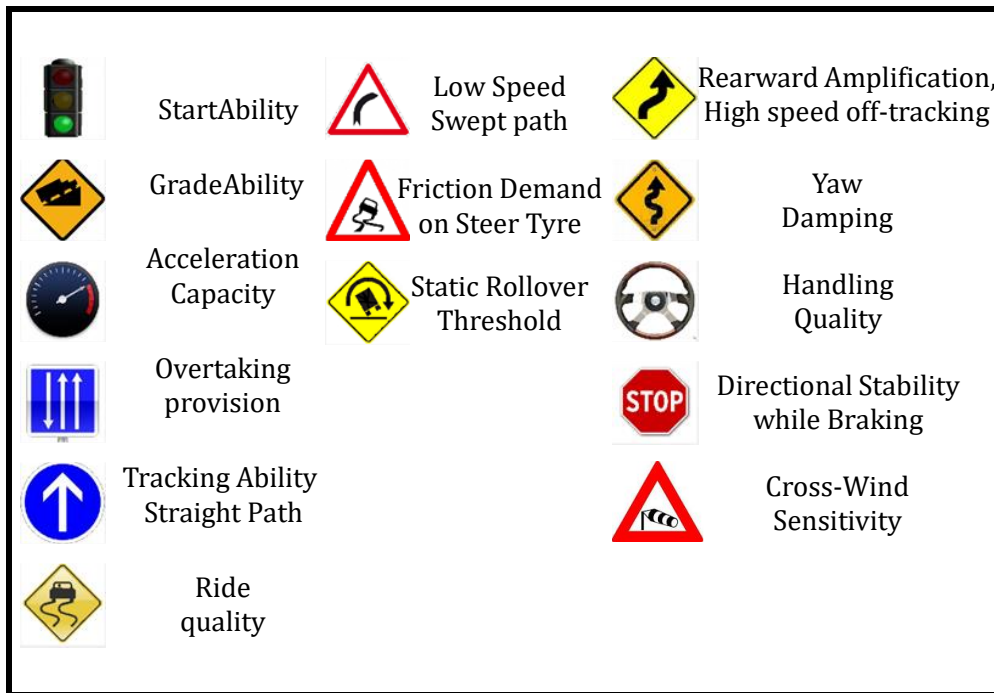 StartAbility
GradeAbility
Acceleration
Capacity
Overtaking
provision
Tracking Ability
Straight Path
Ride
quality
Low Speed
Swept path
Friction Demand
on Steer Tyre
Static Rollover
Threshold
Rearward Amplification,
High speed off-tracking
Yaw
Damping
Handling
Quality
STOP
Directional Stability
while Braking
Cross-Wind
Sensitivity